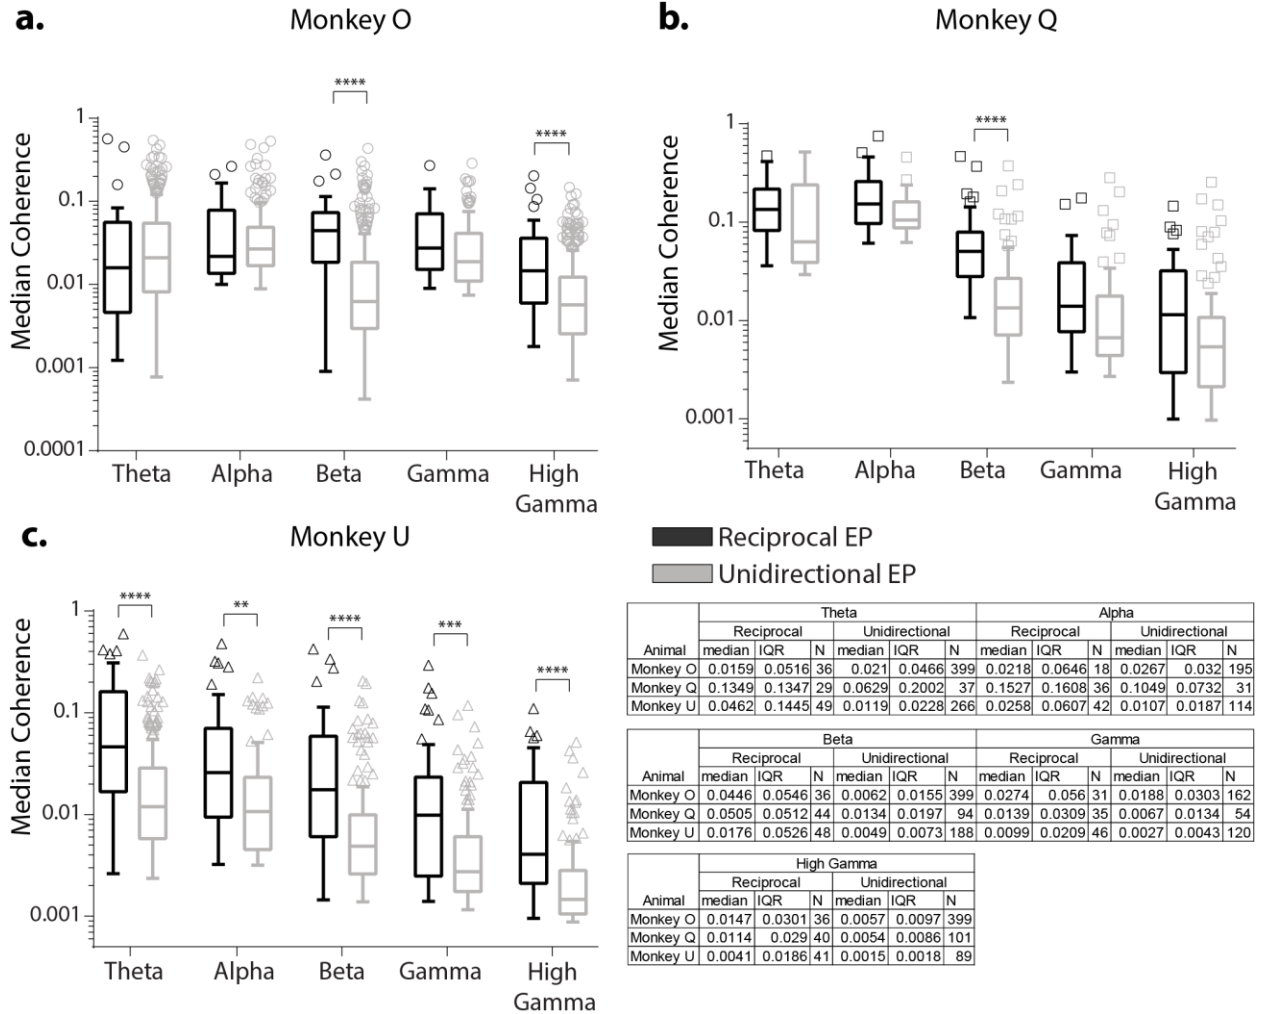 a.
Monkey O
****
****
Median Coherence
1
0.1
0.01
0.001
0.0001
Theta
Alpha
Beta
Gamma
High
Gamma
b.
Monkey Q
****
Median Coherence
1
0.1
0.01
0.001
Theta
Alpha
Beta
Gamma
High
Gamma
c.
Monkey U
****
**
****
***
****
Median Coherence
1
0.1
0.01
0.001
Theta
Alpha
Beta
Gamma
High
Gamma
Reciprocal EP
Unidirectional EP
Theta Alpha
Reciprocal Unidirectional Reciprocal Unidirectional
Animal median IQR N median IQR N median IQR N median IQR N
Monkey O 0.0159 0.0516 36 0.021 0.0466 399 0.0218 0.0646 18 0.0267 0.032 195
Monkey Q 0.1349 0.1347 29 0.0629 0.2002 37 0.1527 0.1608 36 0.1049 0.0732 31
Monkey U 0.0462 0.1445 49 0.0119 0.0228 266 0.0258 0.0607 42 0.0107 0.0187 114
Beta Gamma
Reciprocal Unidirectional Reciprocal Unidirectional
Animal median IQR N median IQR N median IQR N median IQR N
Monkey O 0.0446 0.0546 36 0.0062 0.0155 399 0.0274 0.056 31 0.0188 0.0303 162
Monkey Q 0.0505 0.0512 44 0.0134 0.0197 94 0.0139 0.0309 35 0.0067 0.0134 54
Monkey U 0.0176 0.0526 48 0.0049 0.0073 188 0.0099 0.0209 46 0.0027 0.0043 120
High Gamma
Reciprocal Unidirectional
Animal median IQR N median IQR N
Monkey O 0.0147 0.0301 36 0.0057 0.0097 399
Monkey Q 0.0114 0.029 40 0.0054 0.0086 101
Monkey U 0.0041 0.0186 41 0.0015 0.0018 89